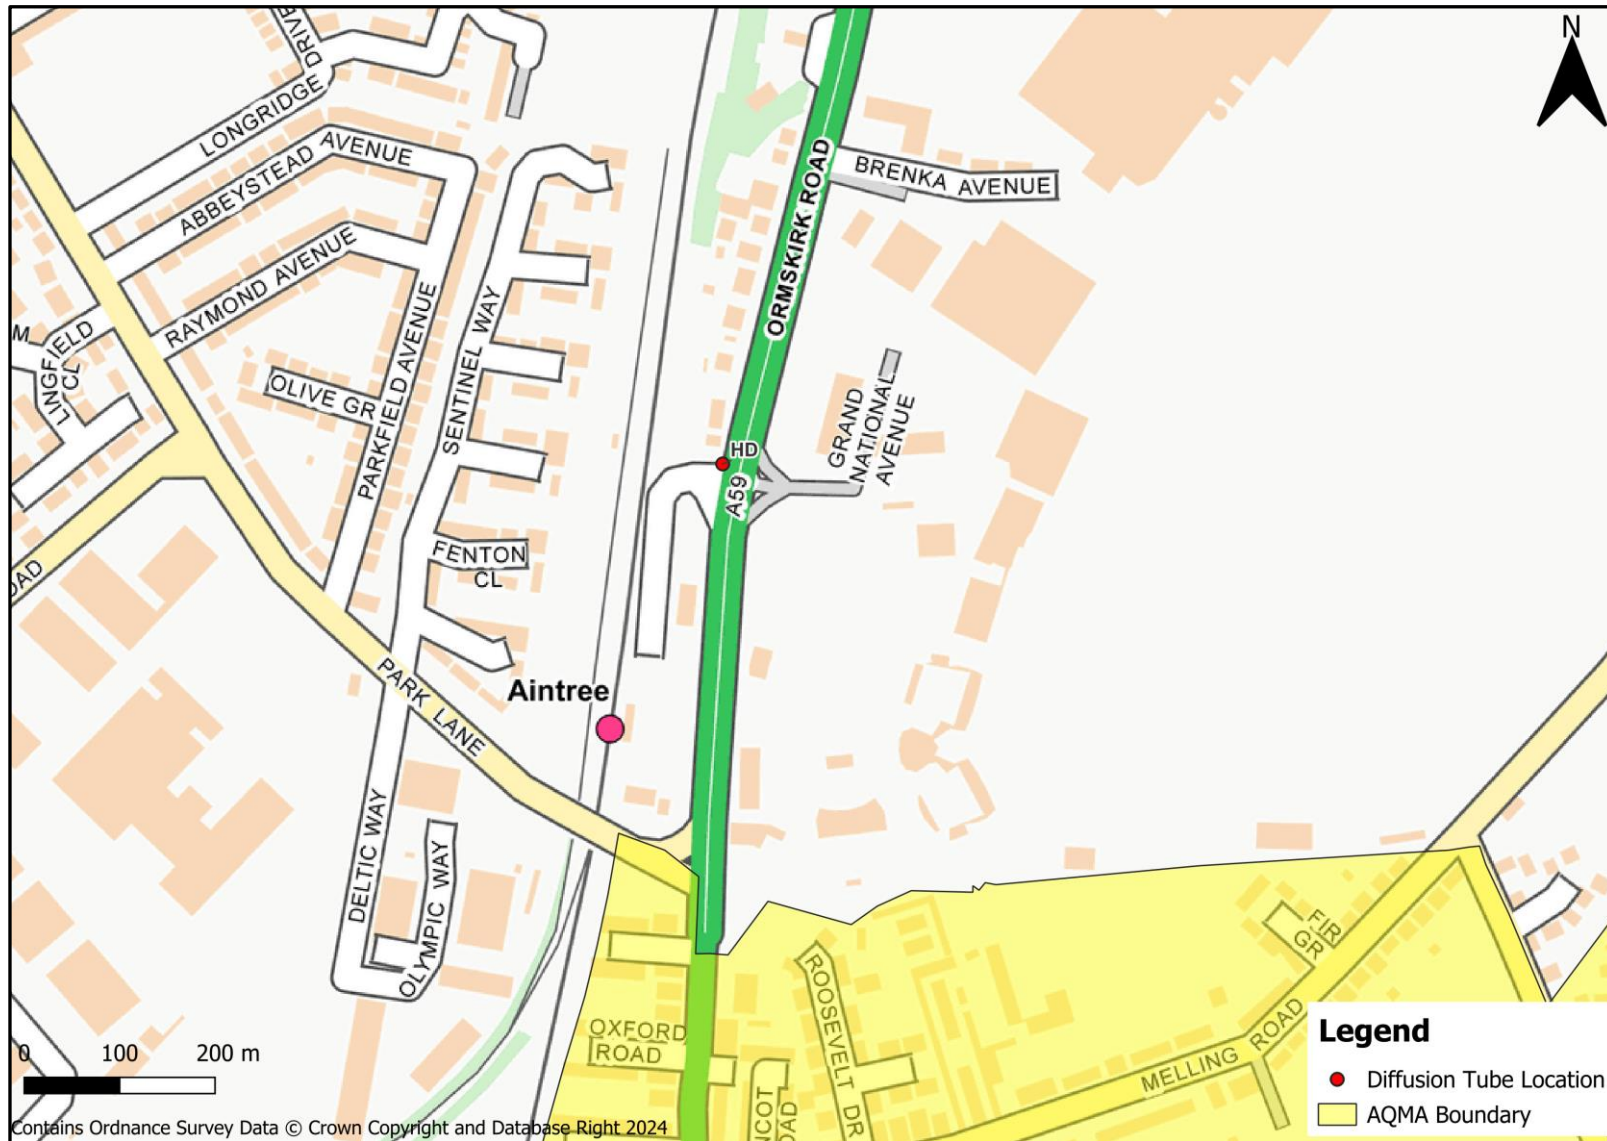 N
LONGRIDGE DRIVE
ABBEYSTEAD AVENUE
RAYMOND AVENUE
M
LINGFIELD
CL
OLIVE GR
PARKFIELD AVENUE
SENTINEL WAY
FENTON
CL
BRENKA AVENUE
ORMSKIRK ROAD
GRAND
NATIONAL
AVENUE
HD
A59
OAD
PARK LANE
Aintree
DELTIC WAY
OLYMPIC WAY
OXFORD
ROAD
ROOSEVELT DR
NCOT
OAD
FIR
GR
MELLING ROAD
0 100 200 m
Legend
Diffusion Tube Location
AQMA Boundary
Contains Ordnance Survey Data © Crown Copyright and Database Right 2024